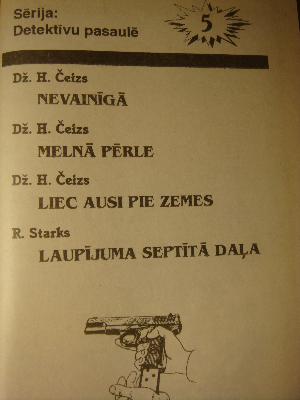 Sērija:
Detektīvu pasaulē
5
Dž. H. Čeizs
NEVAINĪGĀ
Dž. H. Čeizs
MELNĀ PĒRLE
Dž. H. Čeizs
LIEC AUSI PIE ZEMES
R. Starks
LAUPĪJUMA SEPTĪTĀ DAĻA